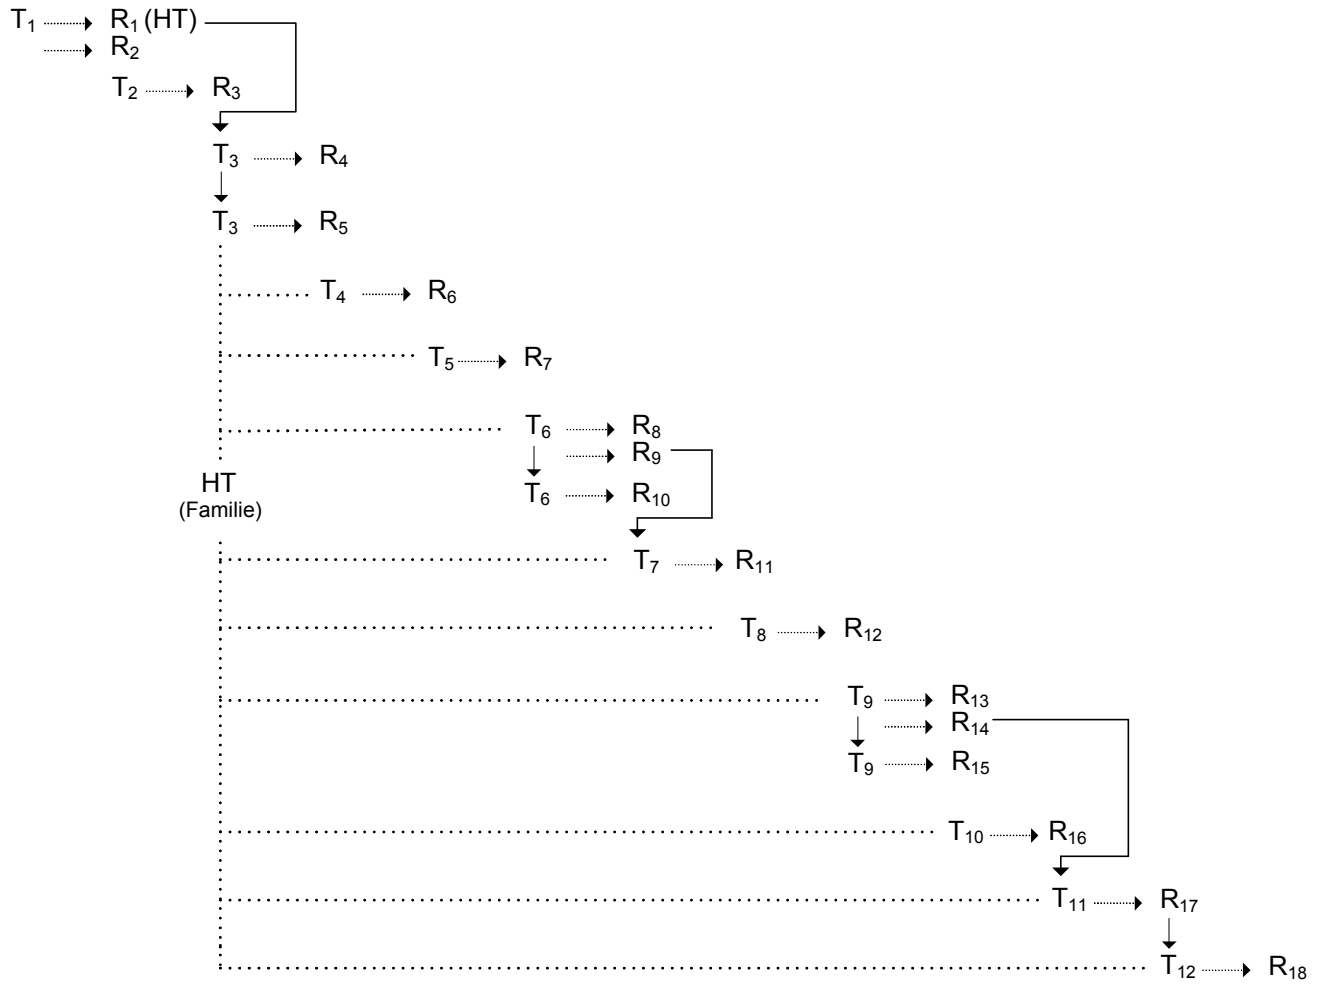 T₁ R₁ (HT)
R₂
T₂ R₃
T₃ R₄
T₃ R₅
T₄ R₆
T₅ R₇
T₆ R₈
R₉
HT
T₆ R₁₀
(Familie)
T₇ R₁₁
T₈ R₁₂
T₉ R₁₃
R₁₄
T₉ R₁₅
T₁₀ R₁₆
T₁₁ R₁₇
T₁₂ R₁₈